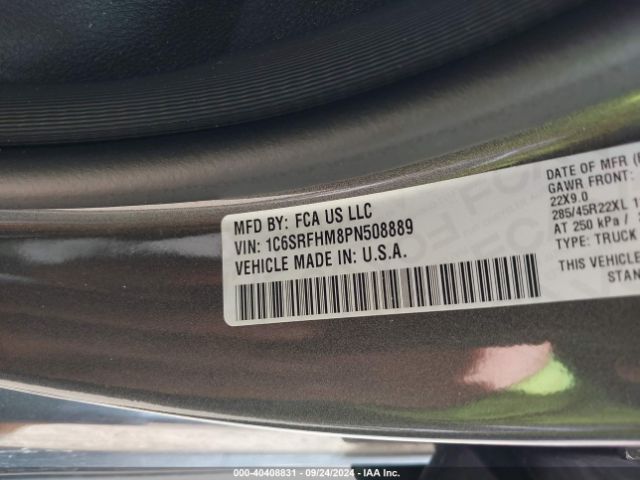 MFD BY: FCA US LLC
VIN: 1C6SRFHM8PN508889
VEHICLE MADE IN: U.S.A.
DATE OF MFR
GAWR FRONT:
22X9.0
285/45R22XL
AT 250 kPa /
TYPE: TRUCK
THIS VEHICLE
000-40408831 - 09/24/2024 - IAA Inc.